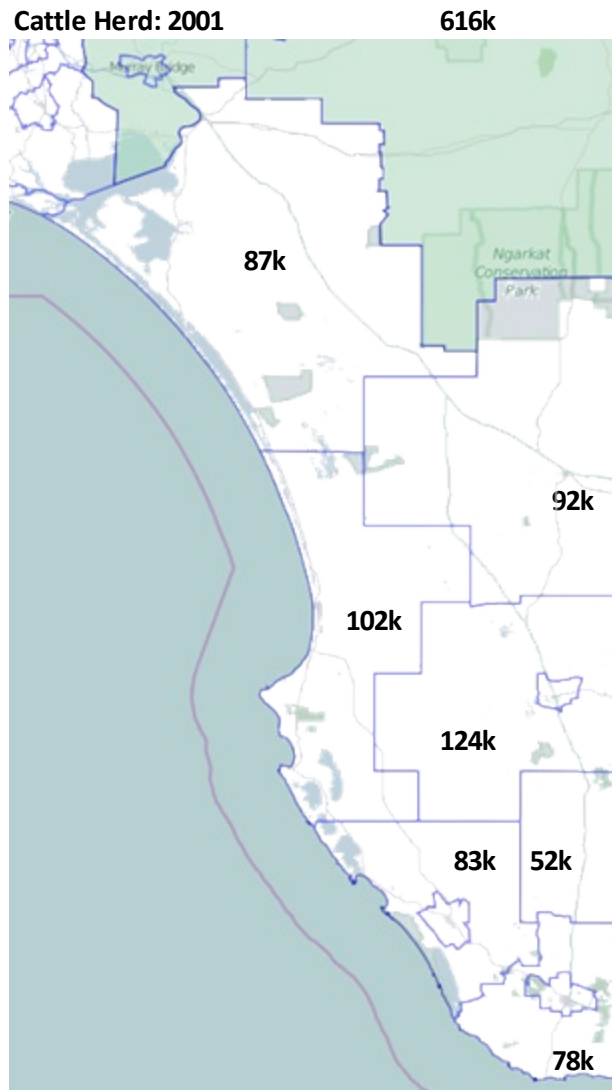 Cattle Herd: 2001 616k
Murray Bridge
87k
Ngarkat
Conservation
Park
92k
102k
124k
83k 52k
78k